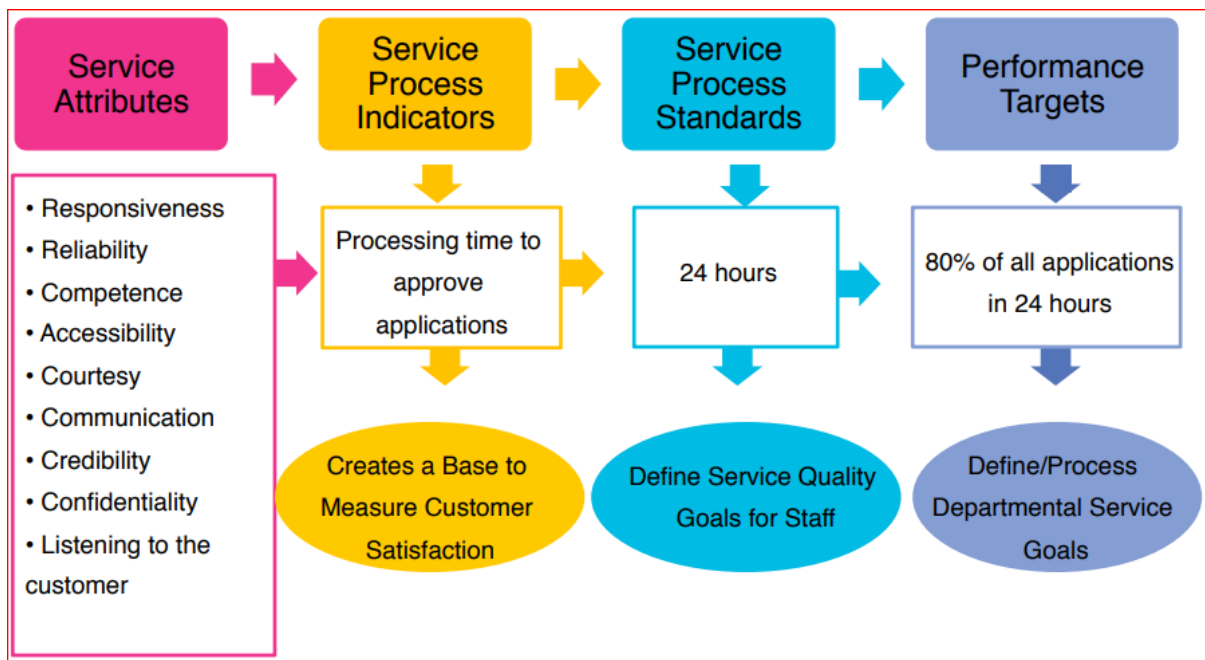 Service
Attributes
Service
Process
Indicators
Service
Process
Standards
Performance
Targets
• Responsiveness
• Reliability
• Competence
• Accessibility
• Courtesy
• Communication
• Credibility
• Confidentiality
• Listening to the
customer
Processing time to
approve
applications
24 hours
80% of all applications
in 24 hours
Creates a Base to
Measure Customer
Satisfaction
Define Service Quality
Goals for Staff
Define/Process
Departmental Service
Goals